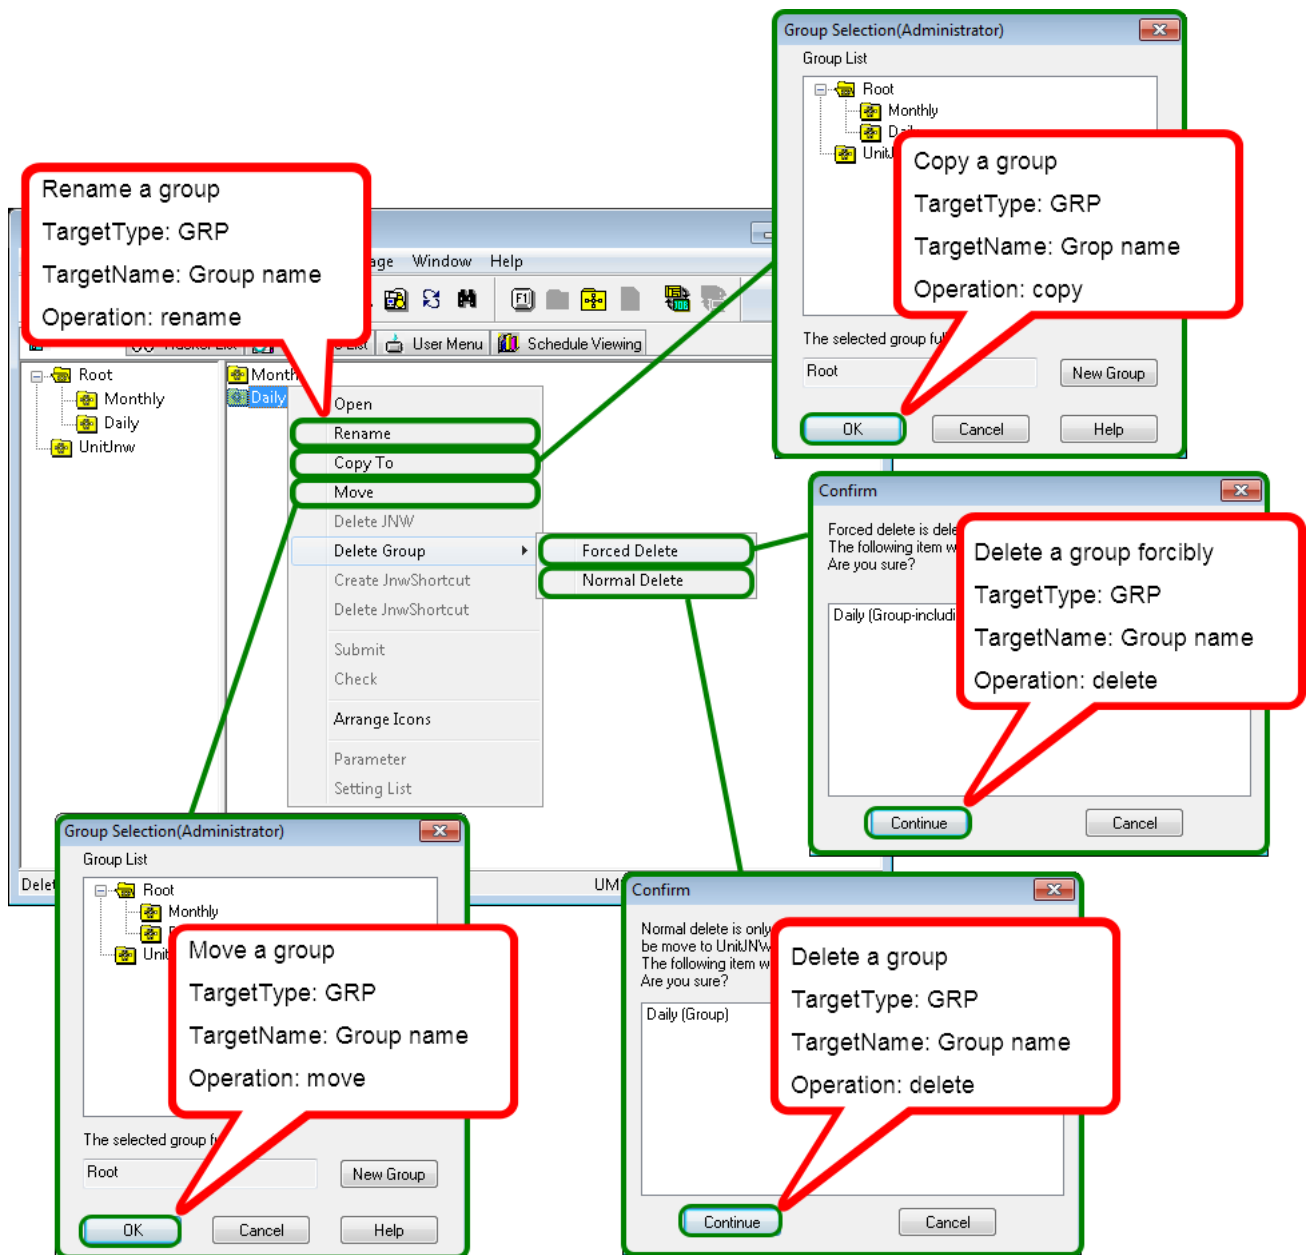 Group Selection(Administrator)
Group List
Root
Monthly
Copy a group
TargetType: GRP
TargetName: Grop name
Operation: copy
The selected group
Root
New Group
OK
Cancel
Help
Rename a group
TargetType: GRP
TargetName: Group name
Operation: rename
Window Help
User Menu
Schedule Viewing
Root
Monthly
Daily
UnitJnw
Daily
Open
Rename
Copy To
Move
Delete JNW
Delete Group
Create JnwShortcut
Delete JnwShortcut
Submit
Check
Arrange Icons
Parameter
Setting List
Forced Delete
Normal Delete
Confirm
Forced delete is
The following item
Are you sure?
Daily
Delete a group forcibly
TargetType: GRP
TargetName: Group name
Operation: delete
Continue
Cancel
Group Selection(Administrator)
Group List
Root
Monthly
Move a group
TargetType: GRP
TargetName: Group name
Operation: move
The selected group
Root
New Group
OK
Cancel
Help
Confirm
Normal delete is only
be move to
The following item
Are you sure?
Daily (Group)
Delete a group
TargetType: GRP
TargetName: Group name
Operation: delete
Continue
Cancel